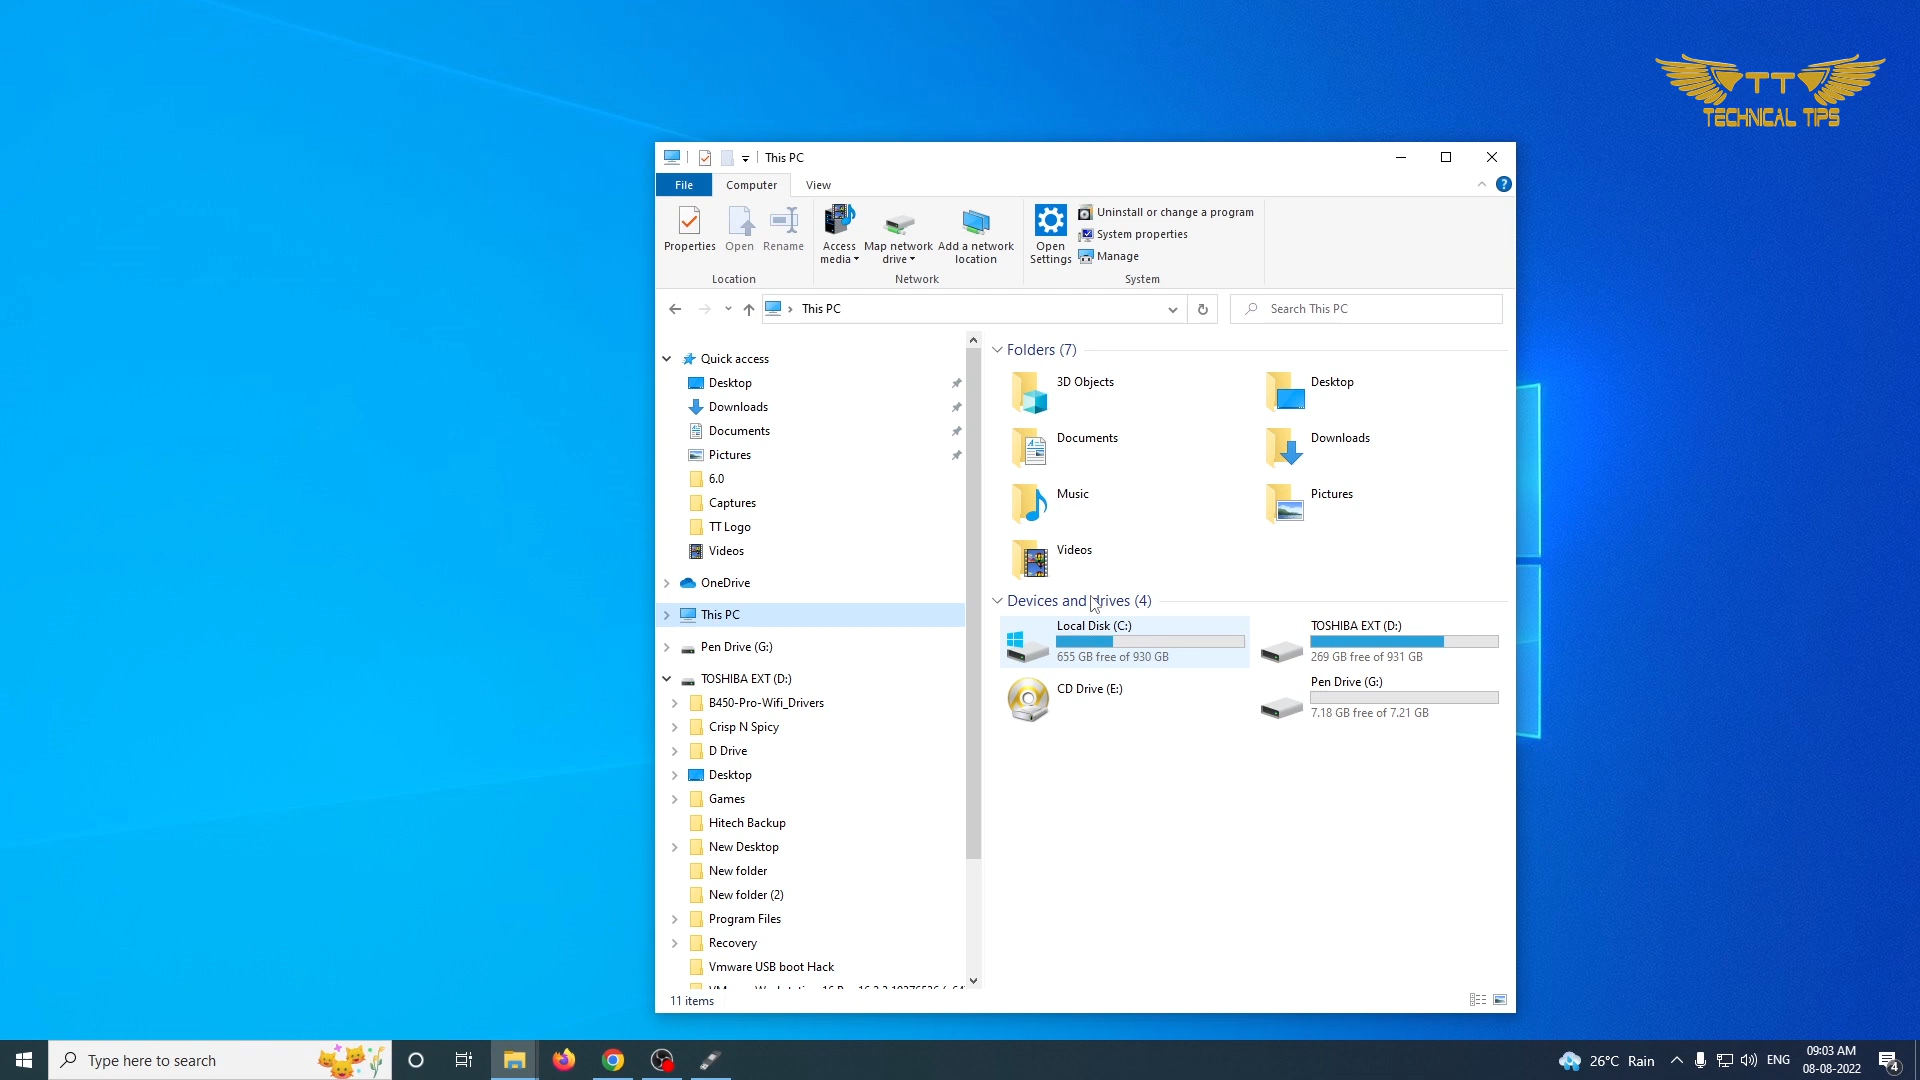 TT
TECHNICAL TIPS
This PC
File
Computer
View
Properties
Open
Rename
Access media
Map network drive
Add a network location
Open Settings
Uninstall or change a program
System properties
Manage
Location
Network
System
This PC
Search This PC
Quick access
Desktop
Downloads
Documents
Pictures
6.0
Captures
TT Logo
Videos
OneDrive
This PC
Pen Drive (G:)
TOSHIBA EXT (D:)
B450-Pro-Wifi_Drivers
Crisp N Spicy
D Drive
Desktop
Games
Hitech Backup
New Desktop
New folder
New folder (2)
Program Files
Recovery
Vmware USB boot Hack
11 items
Folders (7)
3D Objects
Desktop
Documents
Downloads
Music
Pictures
Videos
Devices and drives (4)
Local Disk (C:)
655 GB free of 930 GB
TOSHIBA EXT (D:)
269 GB free of 931 GB
CD Drive (E:)
Pen Drive (G:)
7.18 GB free of 7.21 GB
Type here to search
26°C Rain
ENG
09:03 AM
08-08-2022
4